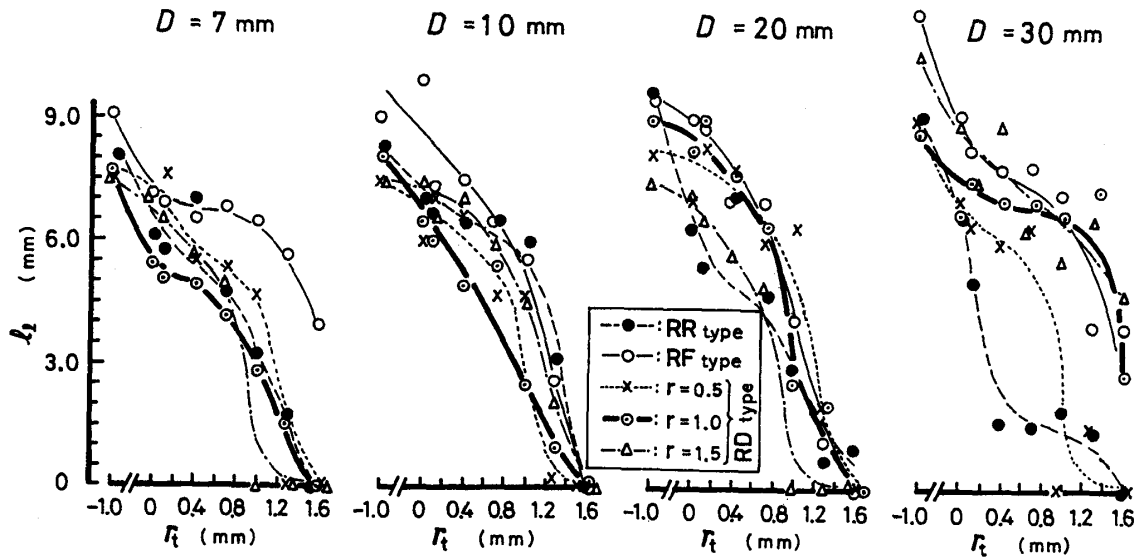 D = 7 mm
D = 10 mm
D = 20 mm
D = 30 mm
9.0
6.0
3.0
0
ℓ₂ (mm)
-1.0 0 0.4 0.8 1.2 1.6
-1.0 0 0.4 0.8 1.2 1.6
-1.0 0 0.4 0.8 1.2 1.6
-1.0 0 0.4 0.8 1.2 1.6
r_t (mm)
r_t (mm)
r_t (mm)
r_t (mm)
: RR type
: RF type
: r=0.5
: r=1.0
: r=1.5
RD type